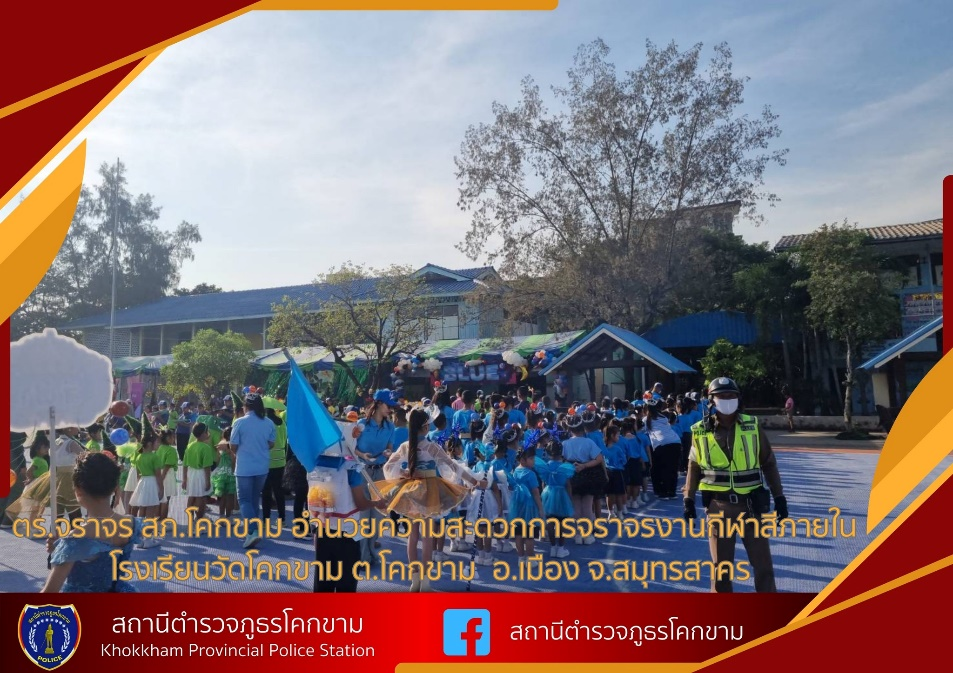 BLUE
ตร.จราจร สภ.โคกขาม อำนวยความสะดวกการจราจรงานกีฬาสีภายใน
โรงเรียนวัดโคกขาม ต.โคกขาม อ.เมือง จ.สมุทรสาคร
สถานีตำรวจภูธรโคกขาม
Khokkham Provincial Police Station
สถานีตำรวจภูธรโคกขาม
POLICE